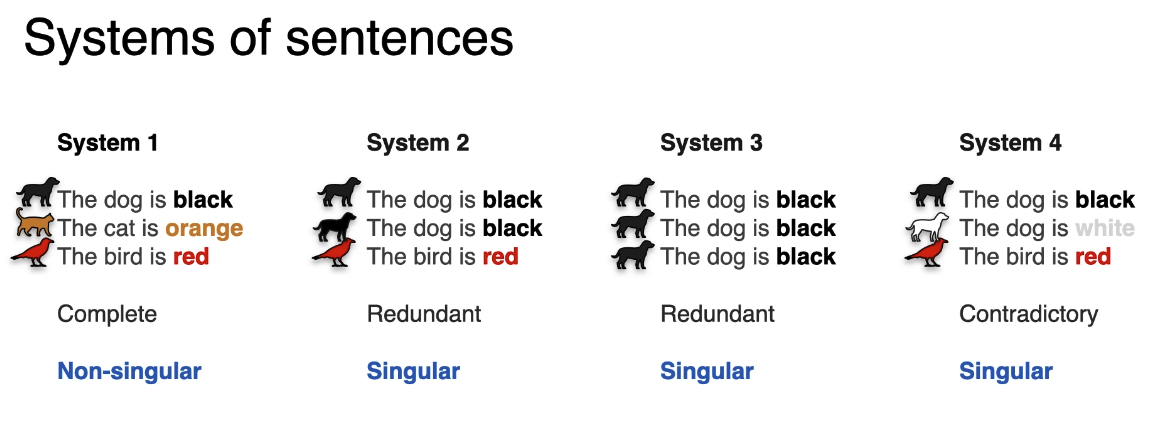 Systems of sentences
System 1
The dog is black
The cat is orange
The bird is red
Complete
Non-singular
System 2
The dog is black
The dog is black
The bird is red
Redundant
Singular
System 3
The dog is black
The dog is black
The dog is black
Redundant
Singular
System 4
The dog is black
The dog is white
The bird is red
Contradictory
Singular